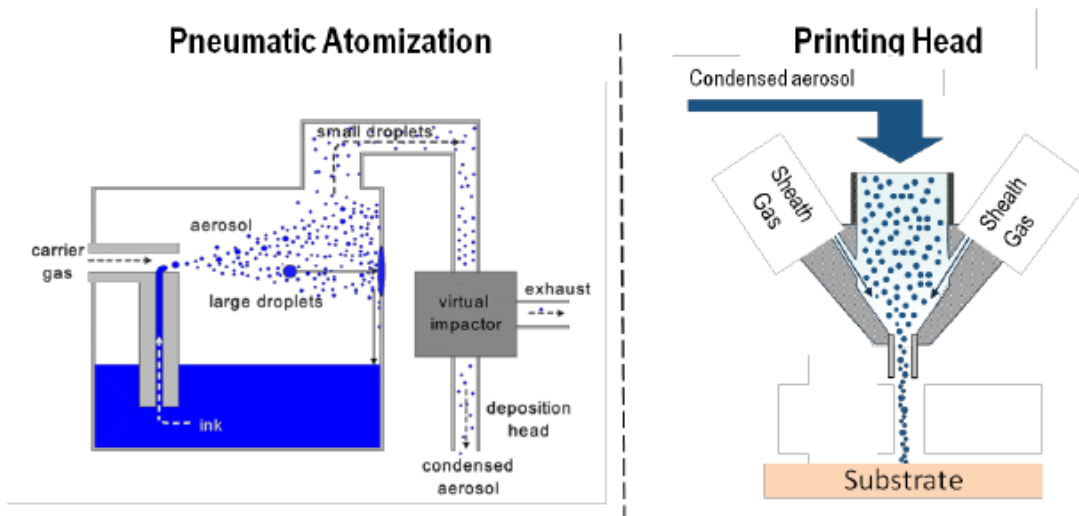 Pneumatic Atomization
small droplets
aerosol
carrier
gas
large droplets
virtual
impactor
exhaust
ink
deposition
head
condensed
aerosol
Printing Head
Condensed aerosol
Sheath
Gas
Sheath
Gas
Substrate